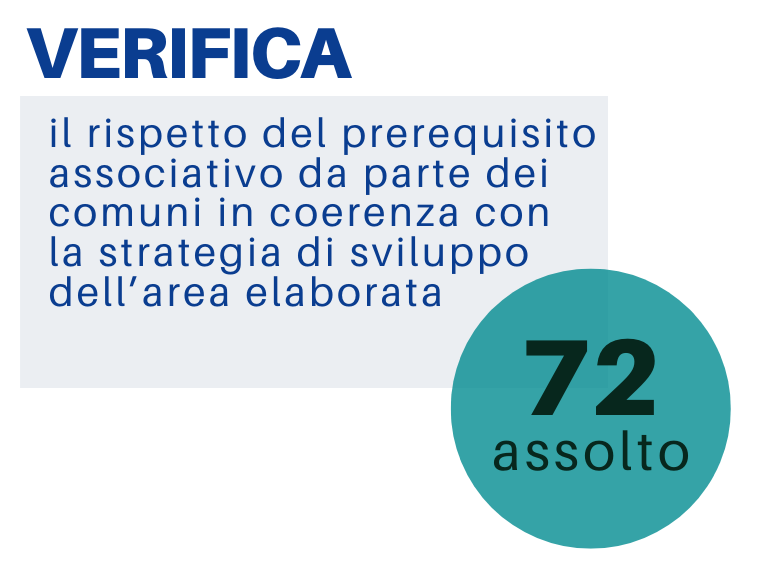 VERIFICA
il rispetto del prerequisito
associativo da parte dei
comuni in coerenza con
la strategia di sviluppo
dell’area elaborata
72
assolto